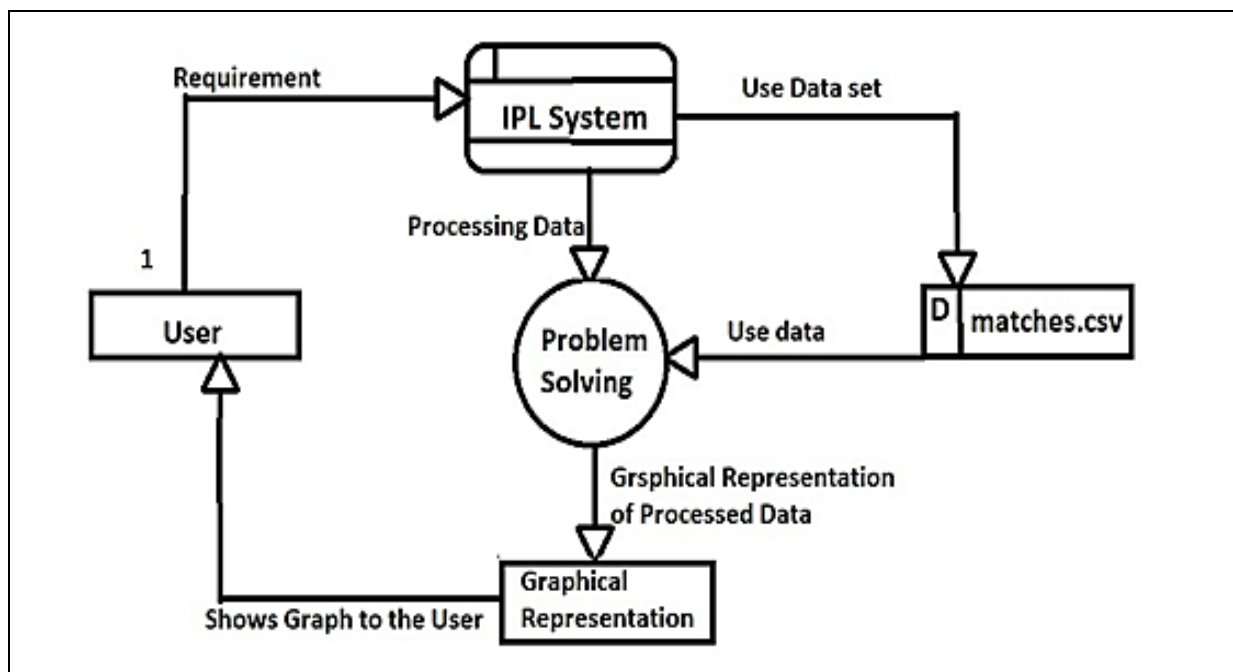 Requirement
IPL System
Use Data set
Processing Data
1
User
D
matches.csv
Problem
Solving
Use data
Grsphical Representation
of Processed Data
Graphical
Representation
Shows Graph to the User